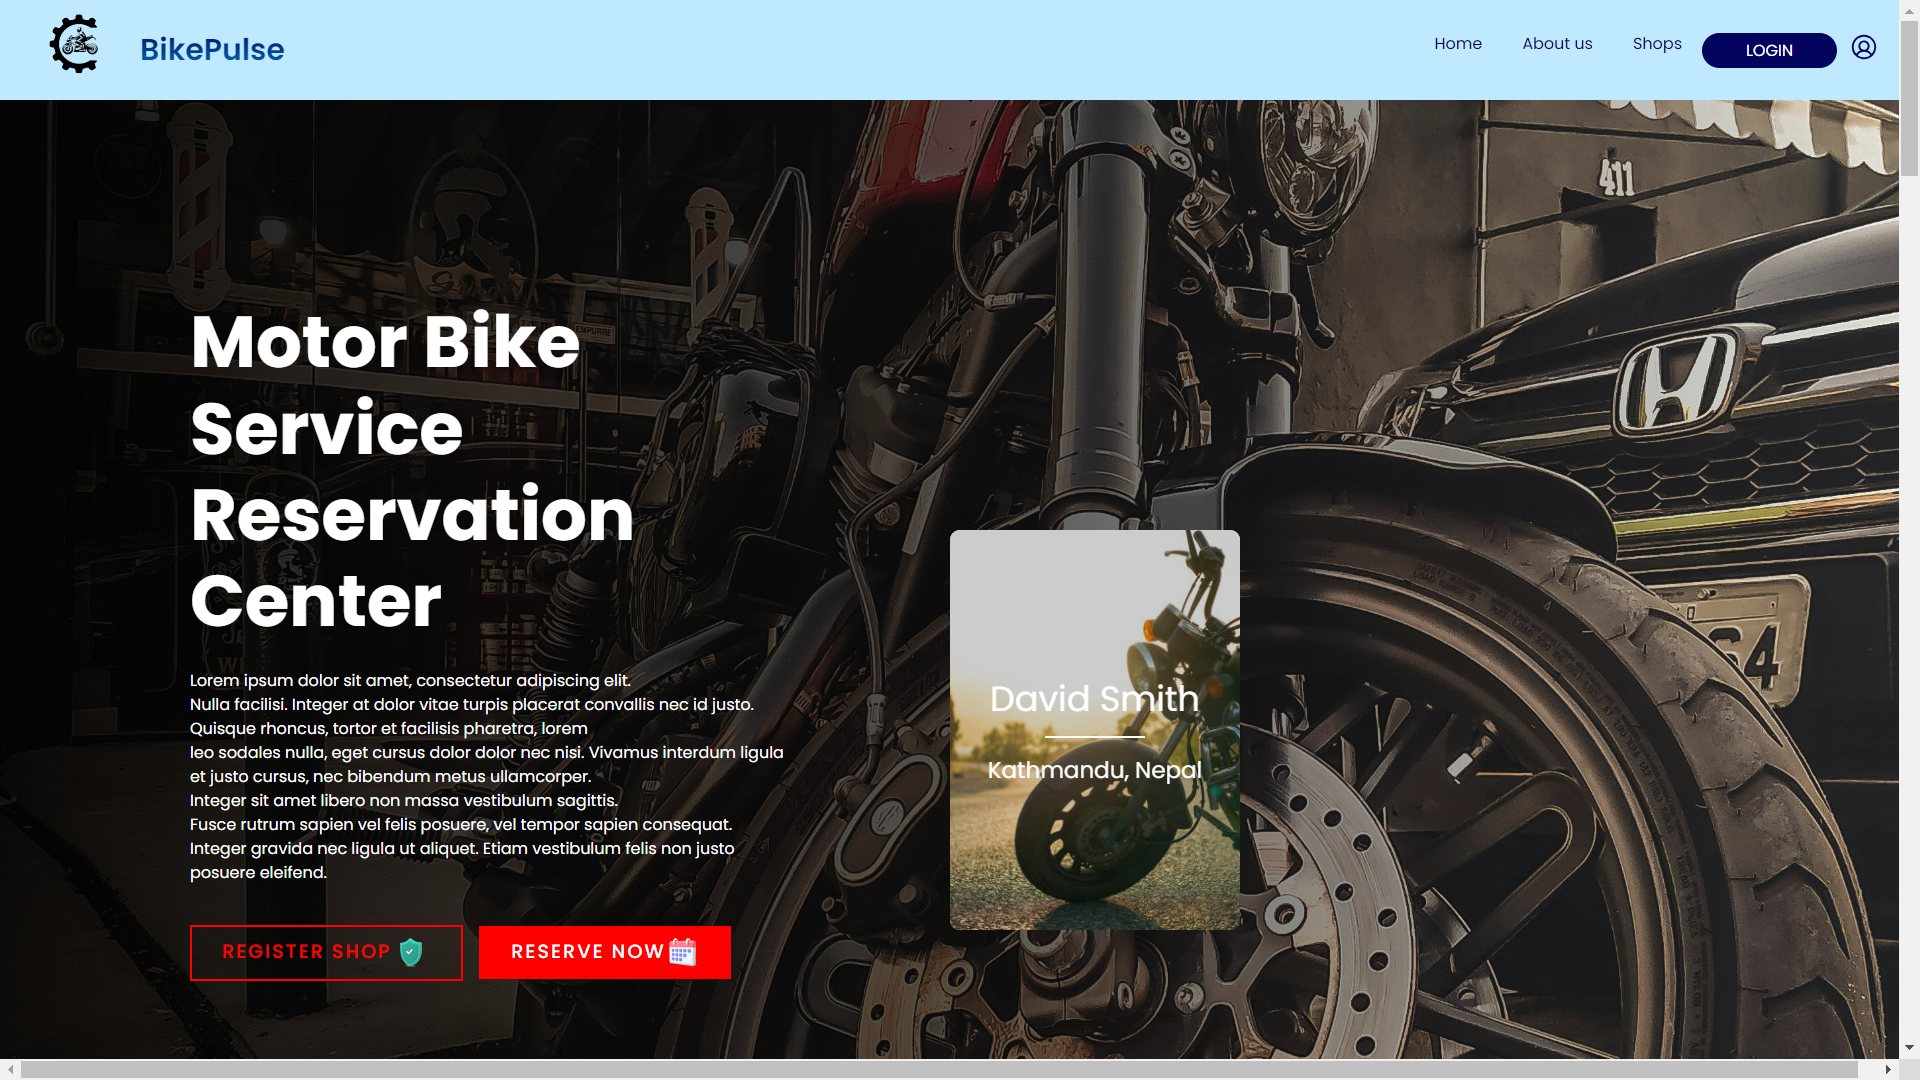 BikePulse
Home
About us
Shops
LOGIN
411
EMPURRE
Motor Bike
Service
Reservation
Center
Lorem ipsum dolor sit amet, consectetur adipiscing elit.
Nulla facilisi. Integer at dolor vitae turpis placerat convallis nec id justo.
Quisque rhoncus, tortor et facilisis pharetra, lorem
leo sodales nulla, eget cursus dolor dolor nec nisi. Vivamus interdum ligula
et justo cursus, nec bibendum metus ullamcorper.
Integer sit amet libero non massa vestibulum sagittis.
Fusce rutrum sapien vel felis posuere, vel tempor sapien consequat.
Integer gravida nec ligula ut aliquet. Etiam vestibulum felis non justo
posuere eleifend.
REGISTER SHOP
RESERVE NOW
David Smith
Kathmandu, Nepal